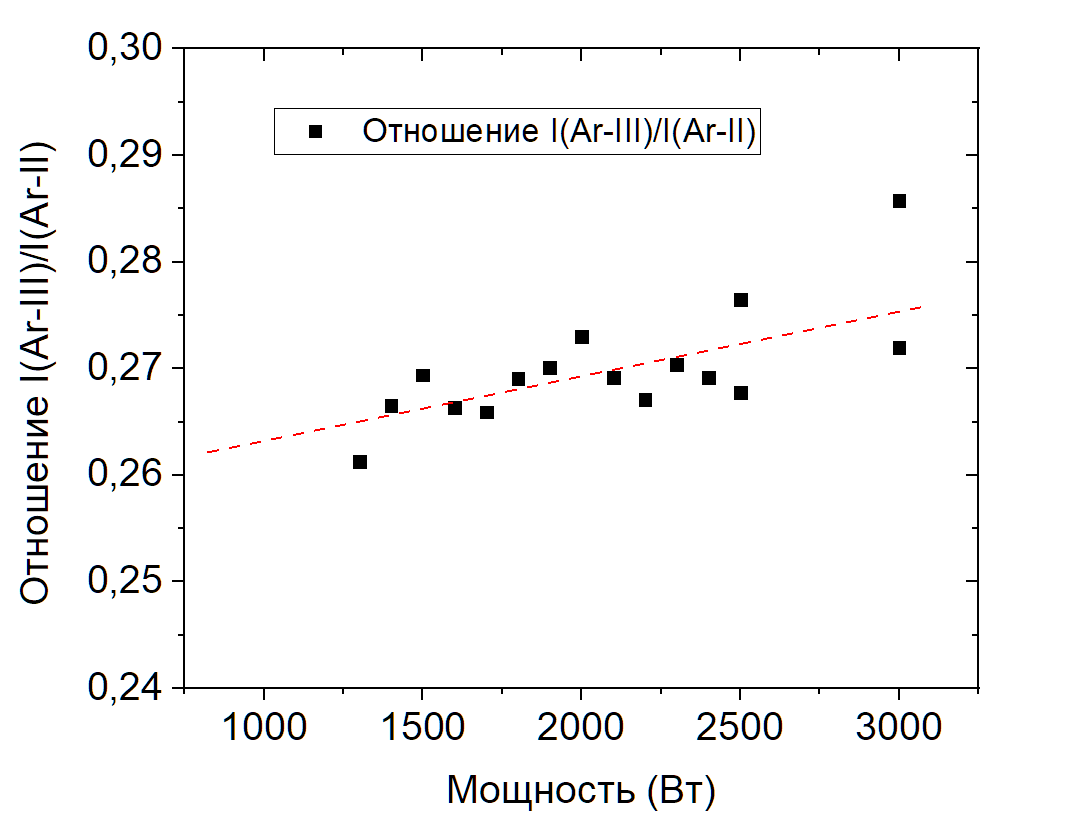 0,30
Отношение I(Ar-III)/I(Ar-II)
0,29
0,28
0,27
0,26
0,25
0,24
Отношение I(Ar-III)/I(Ar-II)
1000 1500 2000 2500 3000
Мощность (Вт)